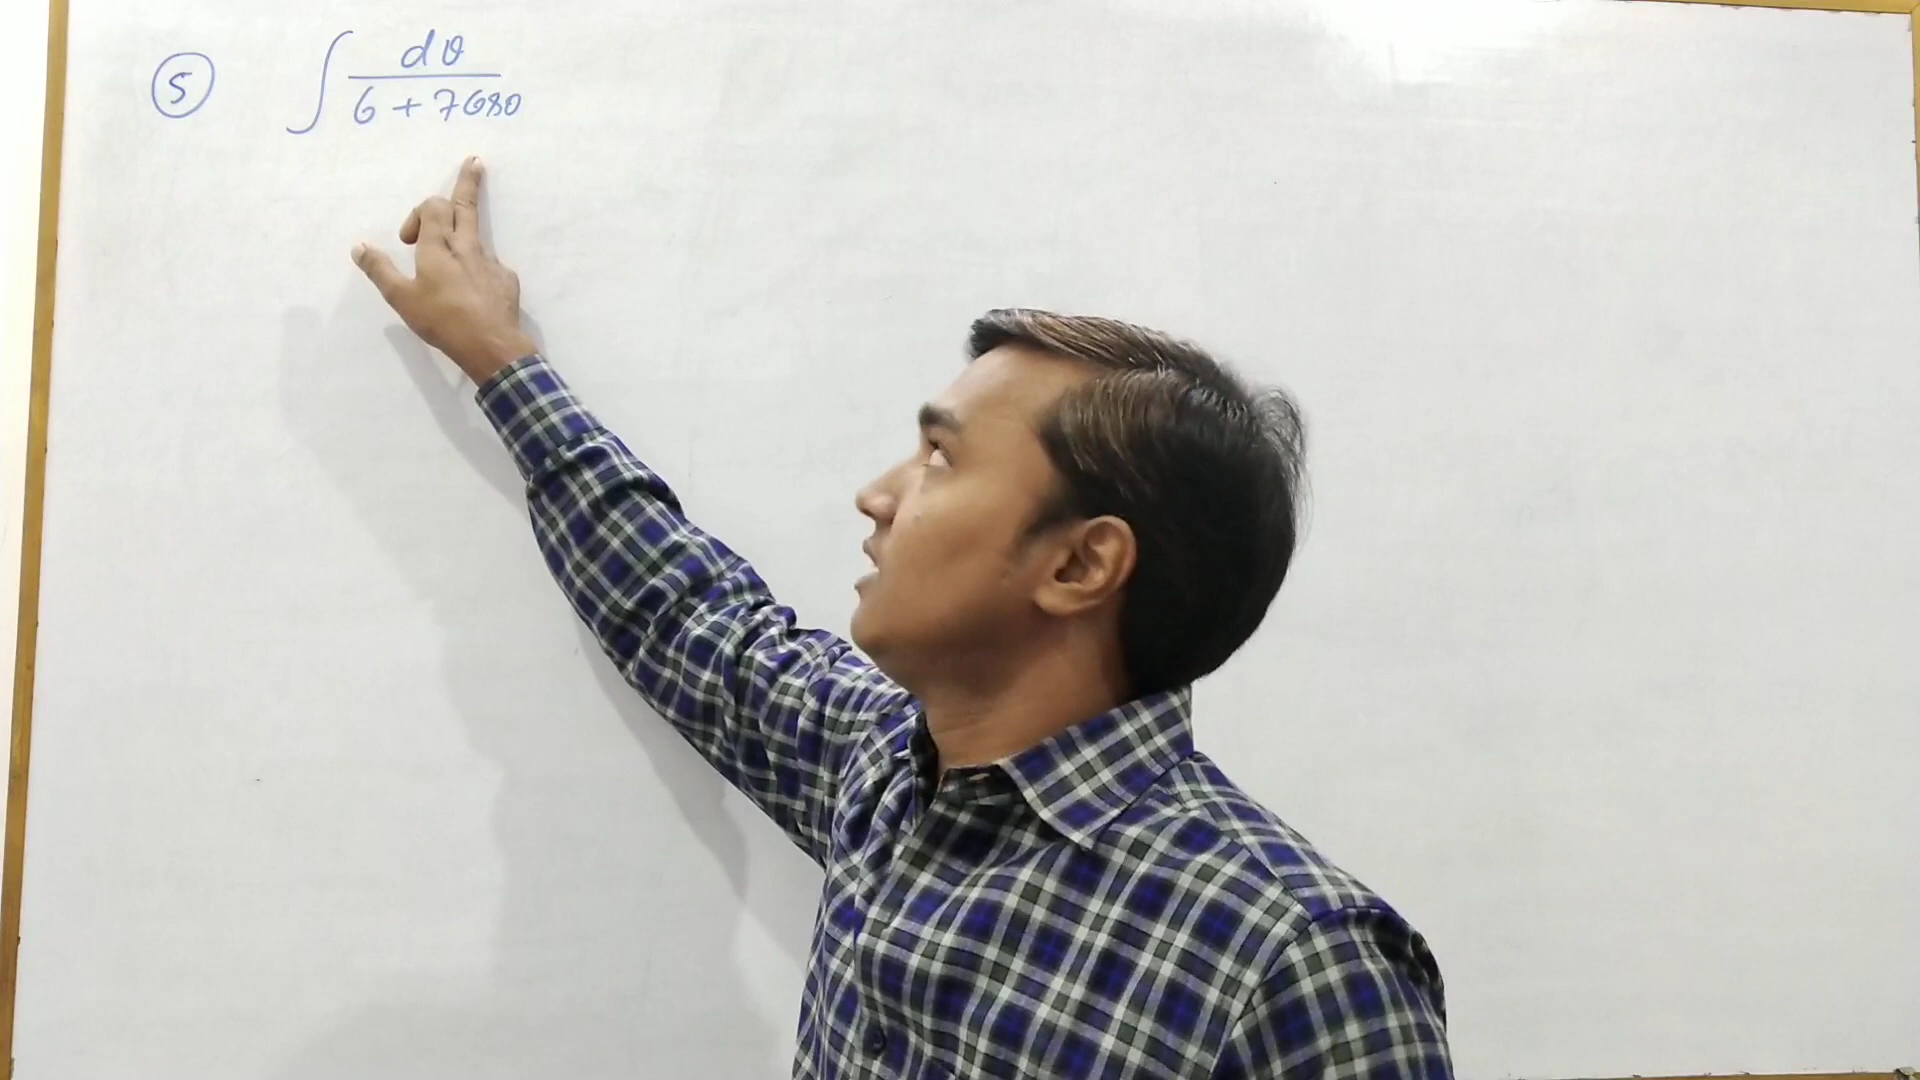 ⑤ ∫ dθ / (6 + 7cosθ)